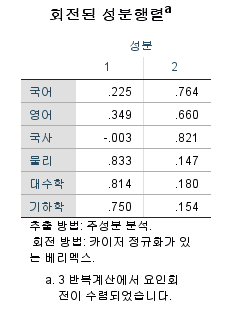 회전된 성분행렬a
성분
1 2
국어 .225 .764
영어 .349 .660
국사 -.003 .821
물리 .833 .147
대수학 .814 .180
기하학 .750 .154
추출 방법: 주성분 분석.
회전 방법: 카이저 정규화가 있
는 베리멕스.
a. 3 반복계산에서 요인회
전이 수렴되었습니다.